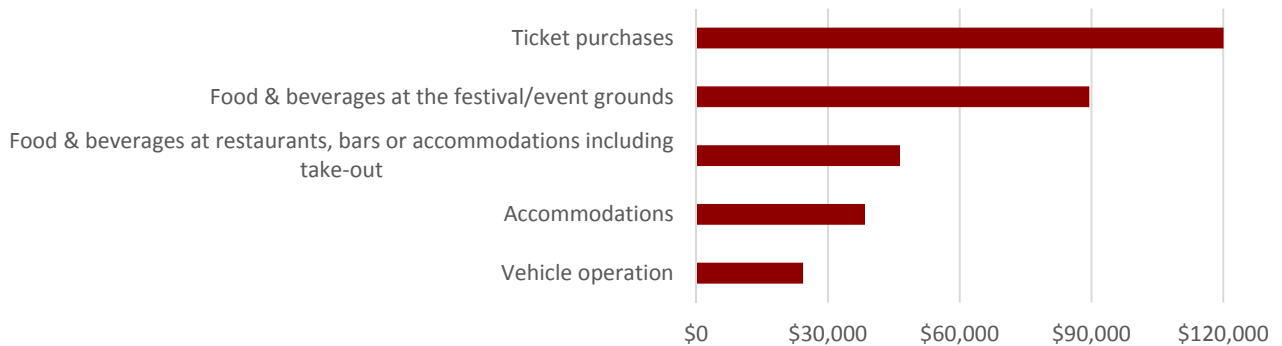 Ticket purchases
Food & beverages at the festival/event grounds
Food & beverages at restaurants, bars or accommodations including
take-out
Accommodations
Vehicle operation
$0 $30,000 $60,000 $90,000 $120,000